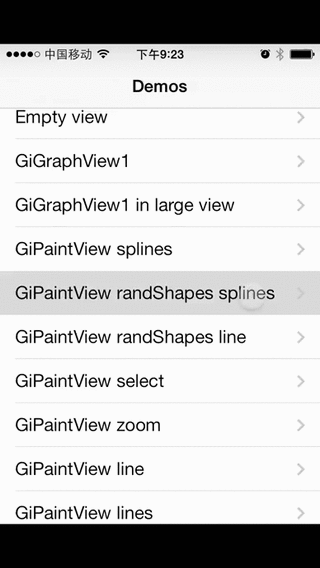 中国移动 下午9:23
Demos
Empty view
GiGraphView1
GiGraphView1 in large view
GiPaintView splines
GiPaintView randShapes splines
GiPaintView randShapes line
GiPaintView select
GiPaintView zoom
GiPaintView line
GiPaintView lines